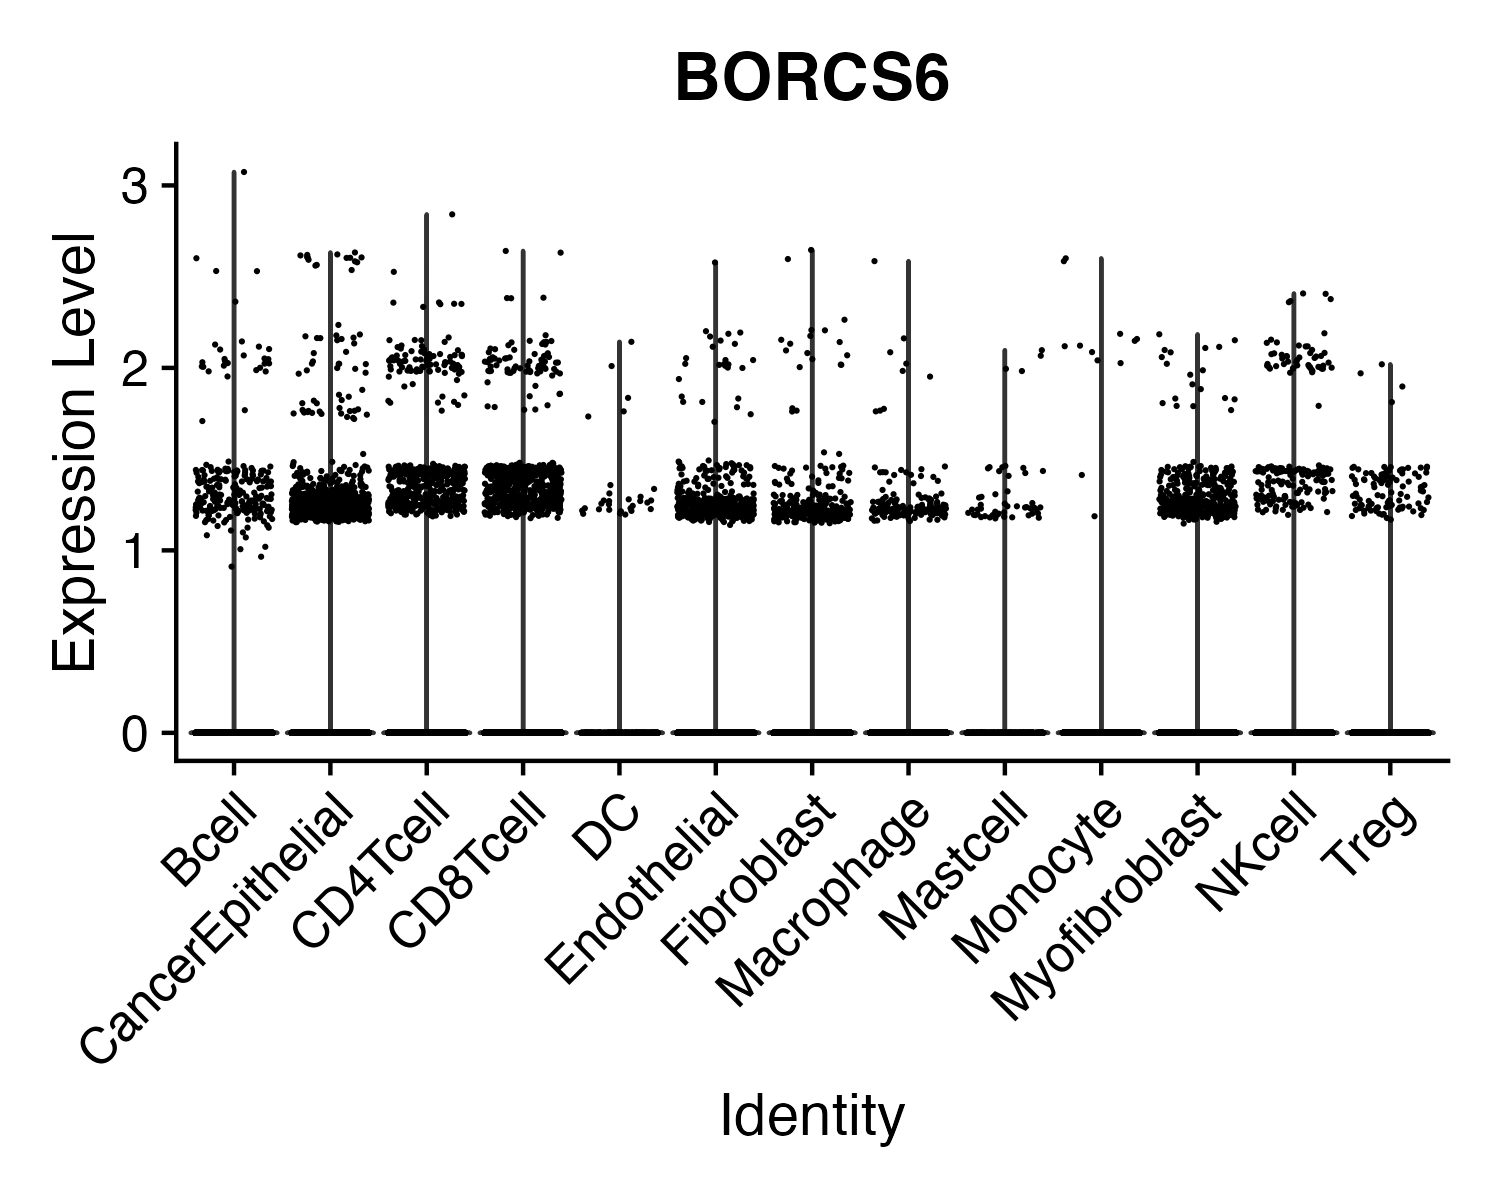 BORCS6
Expression Level
3
2
1
0
Bcell
CancerEpithelial
CD4Tcell
CD8Tcell
DC
Endothelial
Fibroblast
Macrophage
Mastcell
Monocyte
Myofibroblast
NKcell
Treg
Identity